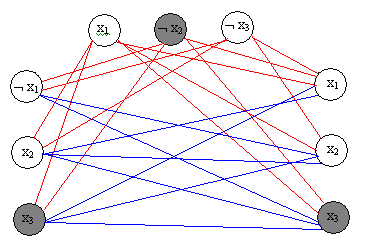 x₁ ¬ x₂ ¬ x₃
¬ x₁ x₁
x₂ x₂
x₃ x₃